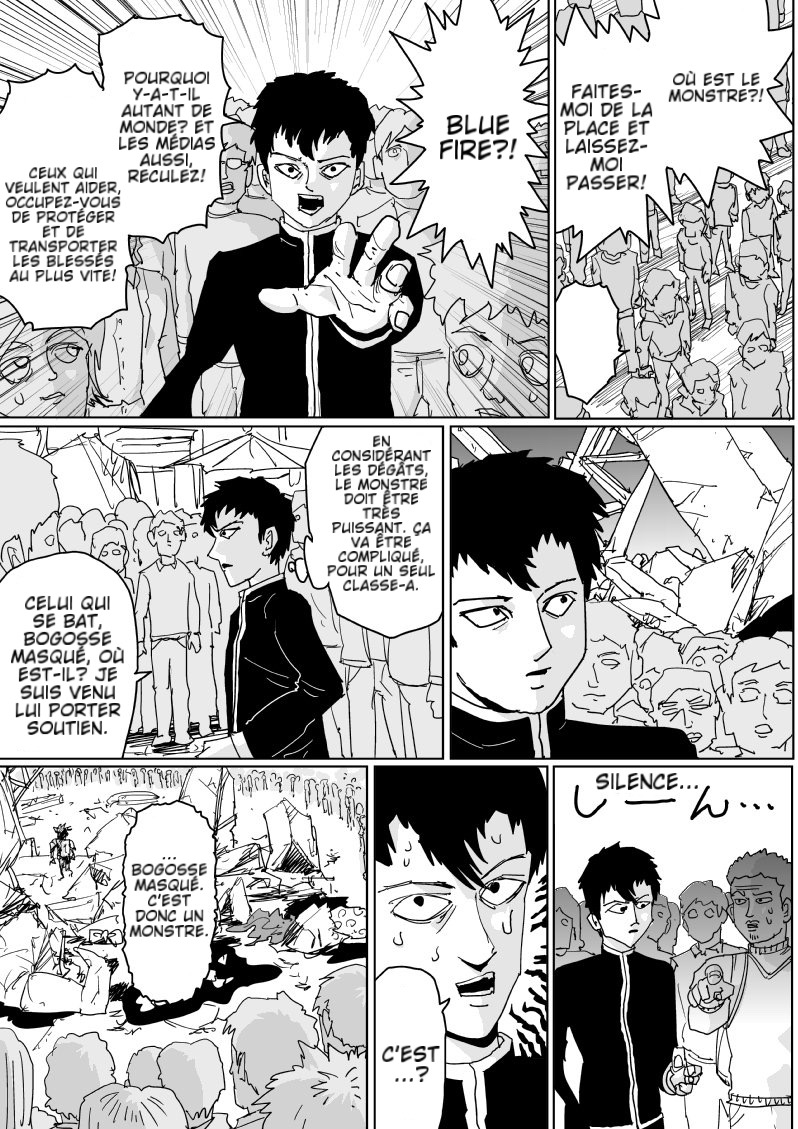 OÙ EST LE
MONSTRE?!
FAITES-
MOI DE LA
PLACE ET
LAISSEZ-
MOI
PASSER!
BLUE
FIRE?!
POURQUOI
Y-A-T-IL
AUTANT DE
MONDE? ET
LES MÉDIAS
AUSSI,
RECULEZ!
CEUX QUI
VEULENT AIDER,
OCCUPEZ-VOUS
DE PROTÉGER
ET DE
TRANSPORTER
LES BLESSÉS
AU PLUS VITE!
EN
CONSIDÉRANT
LES DÉGÂTS,
LE MONSTRE
DOIT ÊTRE
TRÈS
PUISSANT. ÇA
VA ÊTRE
COMPLIQUÉ,
POUR UN SEUL
CLASSE-A.
CELUI QUI
SE BAT,
BOGOSSE
MASQUÉ, OÙ
EST-IL? JE
SUIS VENU
LUI PORTER
SOUTIEN.
SILENCE...
しーん...
C'EST
...?
...
BOGOSSE
MASQUÉ.
C'EST
DONC UN
MONSTRE.